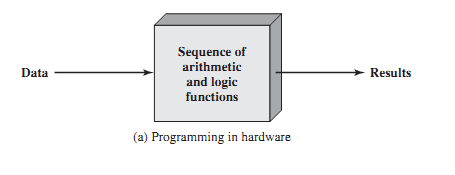 Data
Sequence of
arithmetic
and logic
functions
Results
(a) Programming in hardware